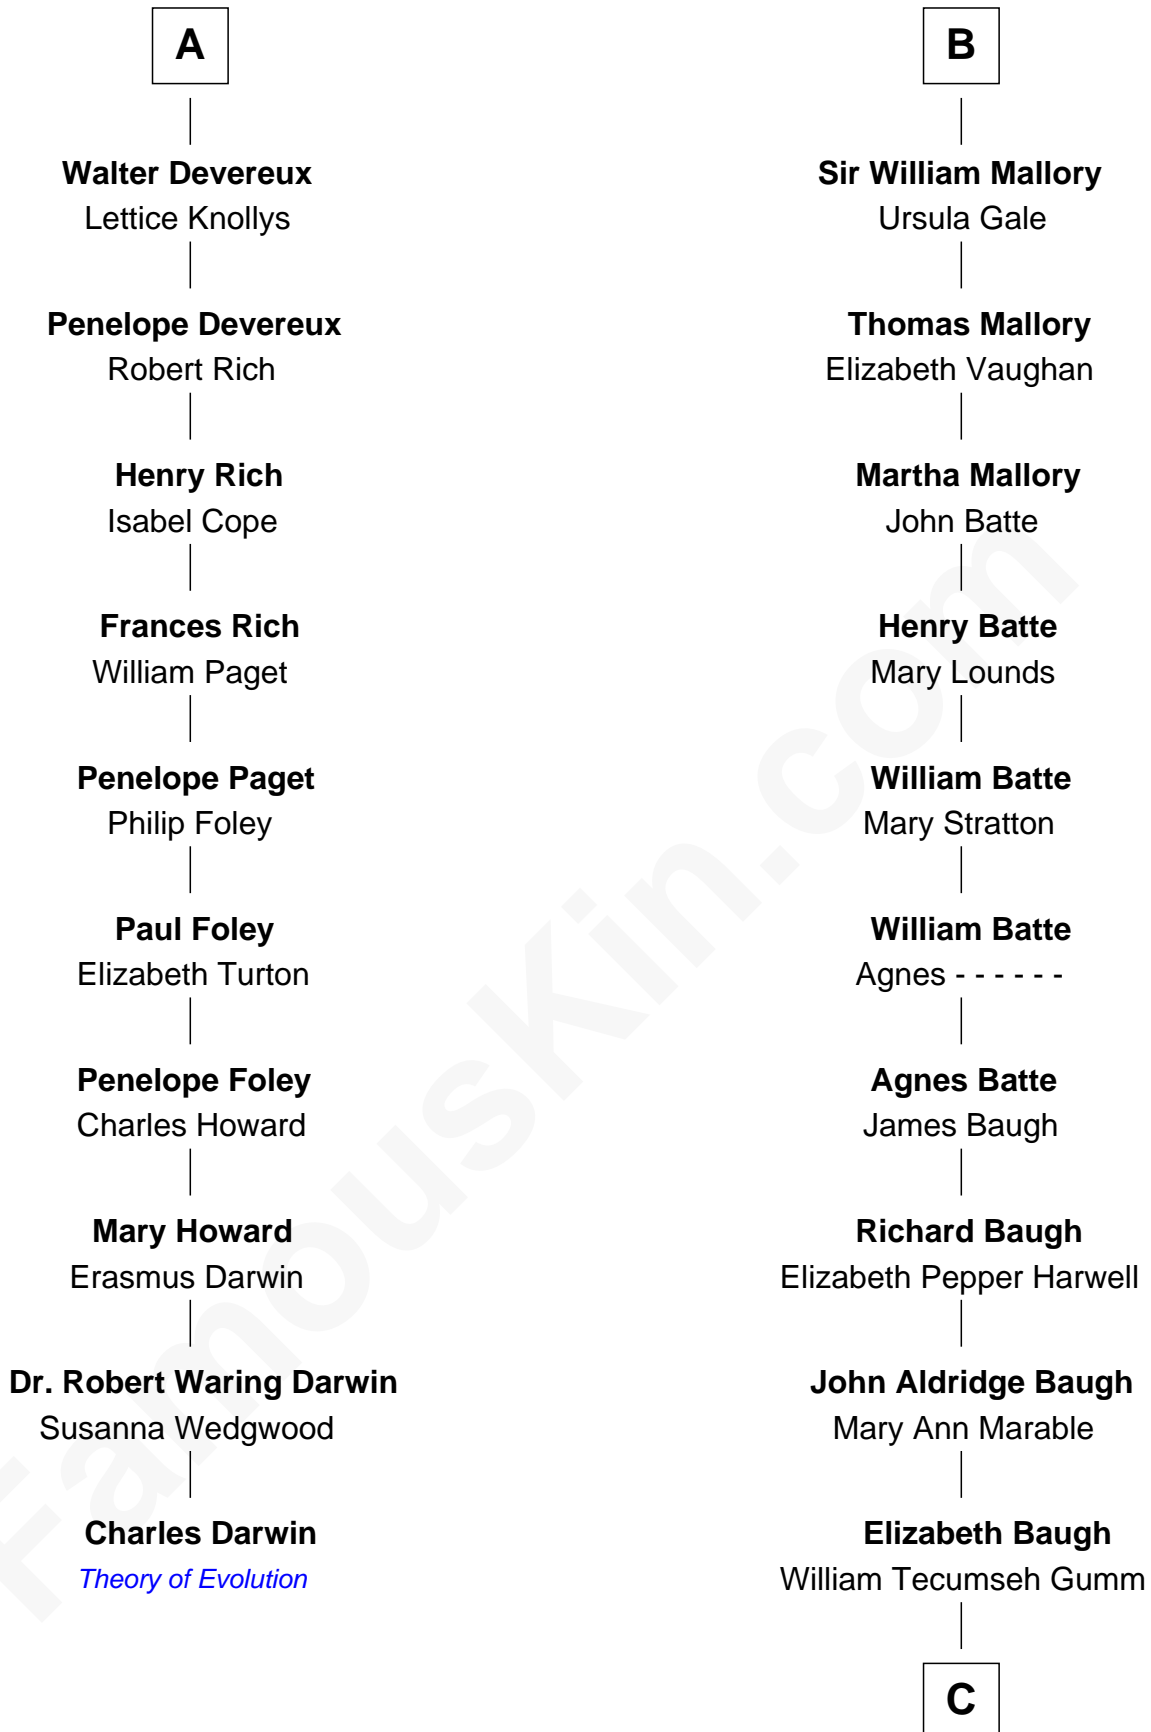 A
Walter Devereux
Lettice Knollys
Penelope Devereux
Robert Rich
Henry Rich
Isabel Cope
Frances Rich
William Paget
Penelope Paget
Philip Foley
Paul Foley
Elizabeth Turton
Penelope Foley
Charles Howard
Mary Howard
Erasmus Darwin
Dr. Robert Waring Darwin
Susanna Wedgwood
Charles Darwin
Theory of Evolution
B
Sir William Mallory
Ursula Gale
Thomas Mallory
Elizabeth Vaughan
Martha Mallory
John Batte
Henry Batte
Mary Lounds
William Batte
Mary Stratton
William Batte
Agnes - - - - - -
Agnes Batte
James Baugh
Richard Baugh
Elizabeth Pepper Harwell
John Aldridge Baugh
Mary Ann Marable
Elizabeth Baugh
William Tecumseh Gumm
C
FamousKin.com